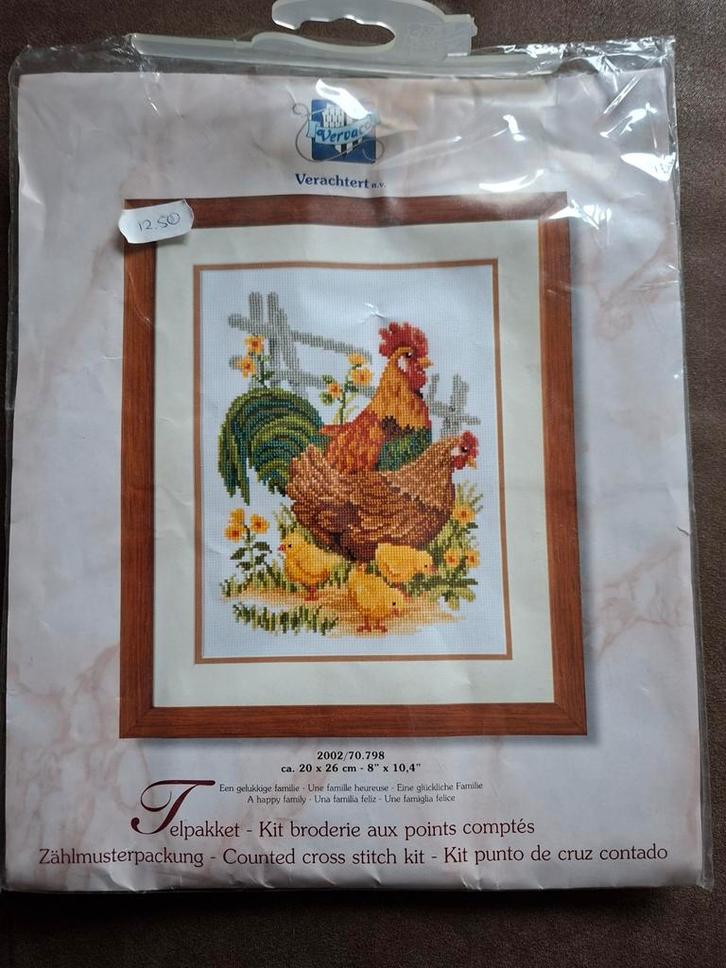 Vervaco
Verachtert n.v.
12.50
2002/70.798
ca. 20 x 26 cm - 8" x 10,4"
Een gelukkige familie - Une famille heureuse - Eine glückliche Familie
A happy family - Una familia feliz - Une famiglia felice
Telpakket - Kit broderie aux points comptés
Zählmusterpackung - Counted cross stitch kit - Kit punto de cruz contado